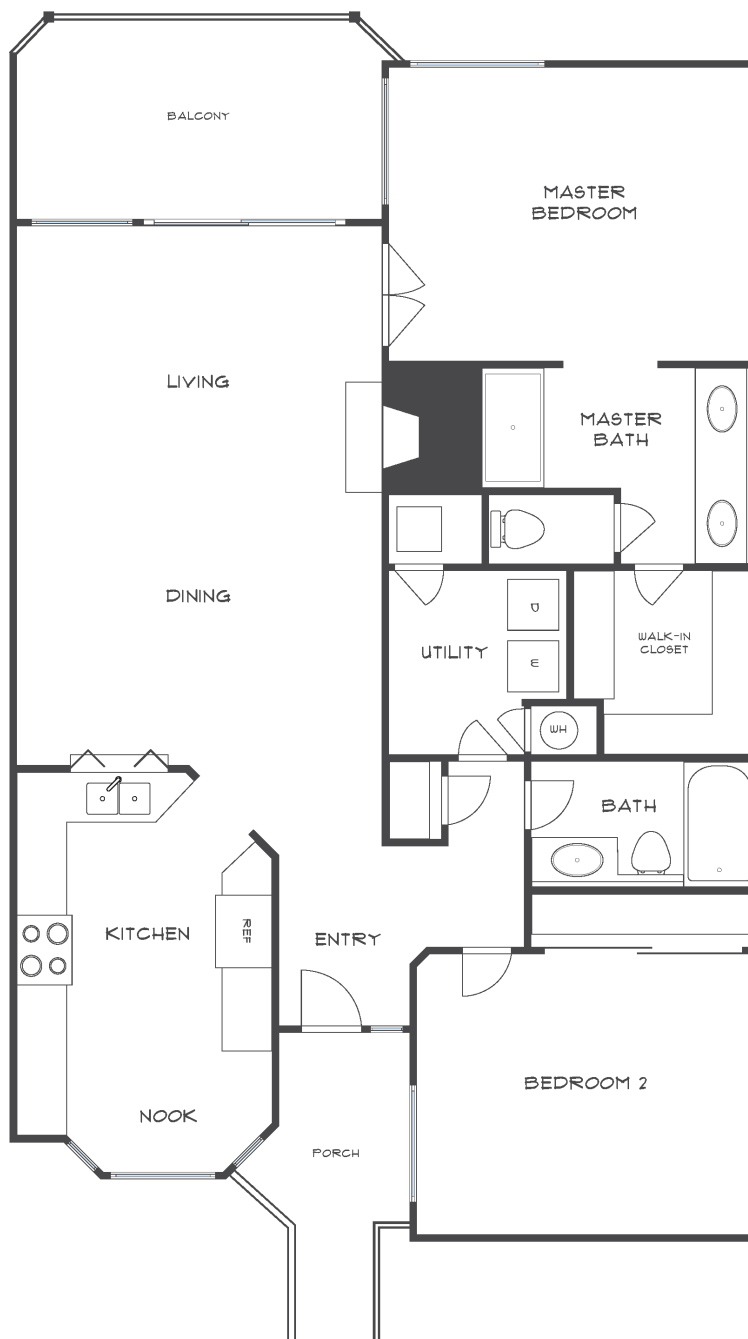 BALCONY
MASTER
BEDROOM
LIVING
MASTER
BATH
DINING
D
UTILITY
W
WALK-IN
CLOSET
WH
BATH
KITCHEN
REF
ENTRY
BEDROOM 2
NOOK
PORCH